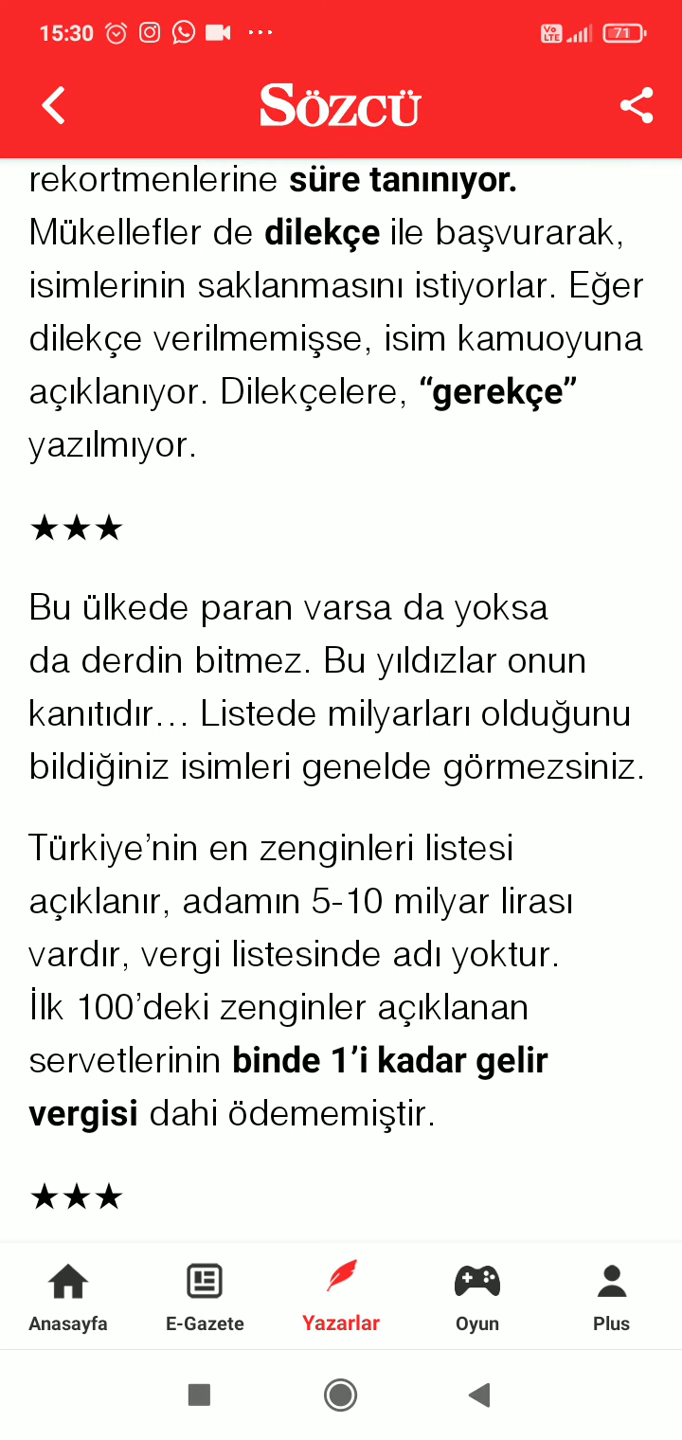 15:30
Vo LTE
71
SÖZCÜ
rekortmenlerine süre tanınıyor.
Mükellefler de dilekçe ile başvurarak,
isimlerinin saklanmasını istiyorlar. Eğer
dilekçe verilmemişse, isim kamuoyuna
açıklanıyor. Dilekçelere, “gerekçe”
yazılmıyor.
★★★
Bu ülkede paran varsa da yoksa
da derdin bitmez. Bu yıldızlar onun
kanıtıdır... Listede milyarları olduğunu
bildiğiniz isimleri genelde görmezsiniz.
Türkiye’nin en zenginleri listesi
açıklanır, adamın 5-10 milyar lirası
vardır, vergi listesinde adı yoktur.
İlk 100’deki zenginler açıklanan
servetlerinin binde 1’i kadar gelir
vergisi dahi ödememiştir.
★★★
Anasayfa
E-Gazete
Yazarlar
Oyun
Plus